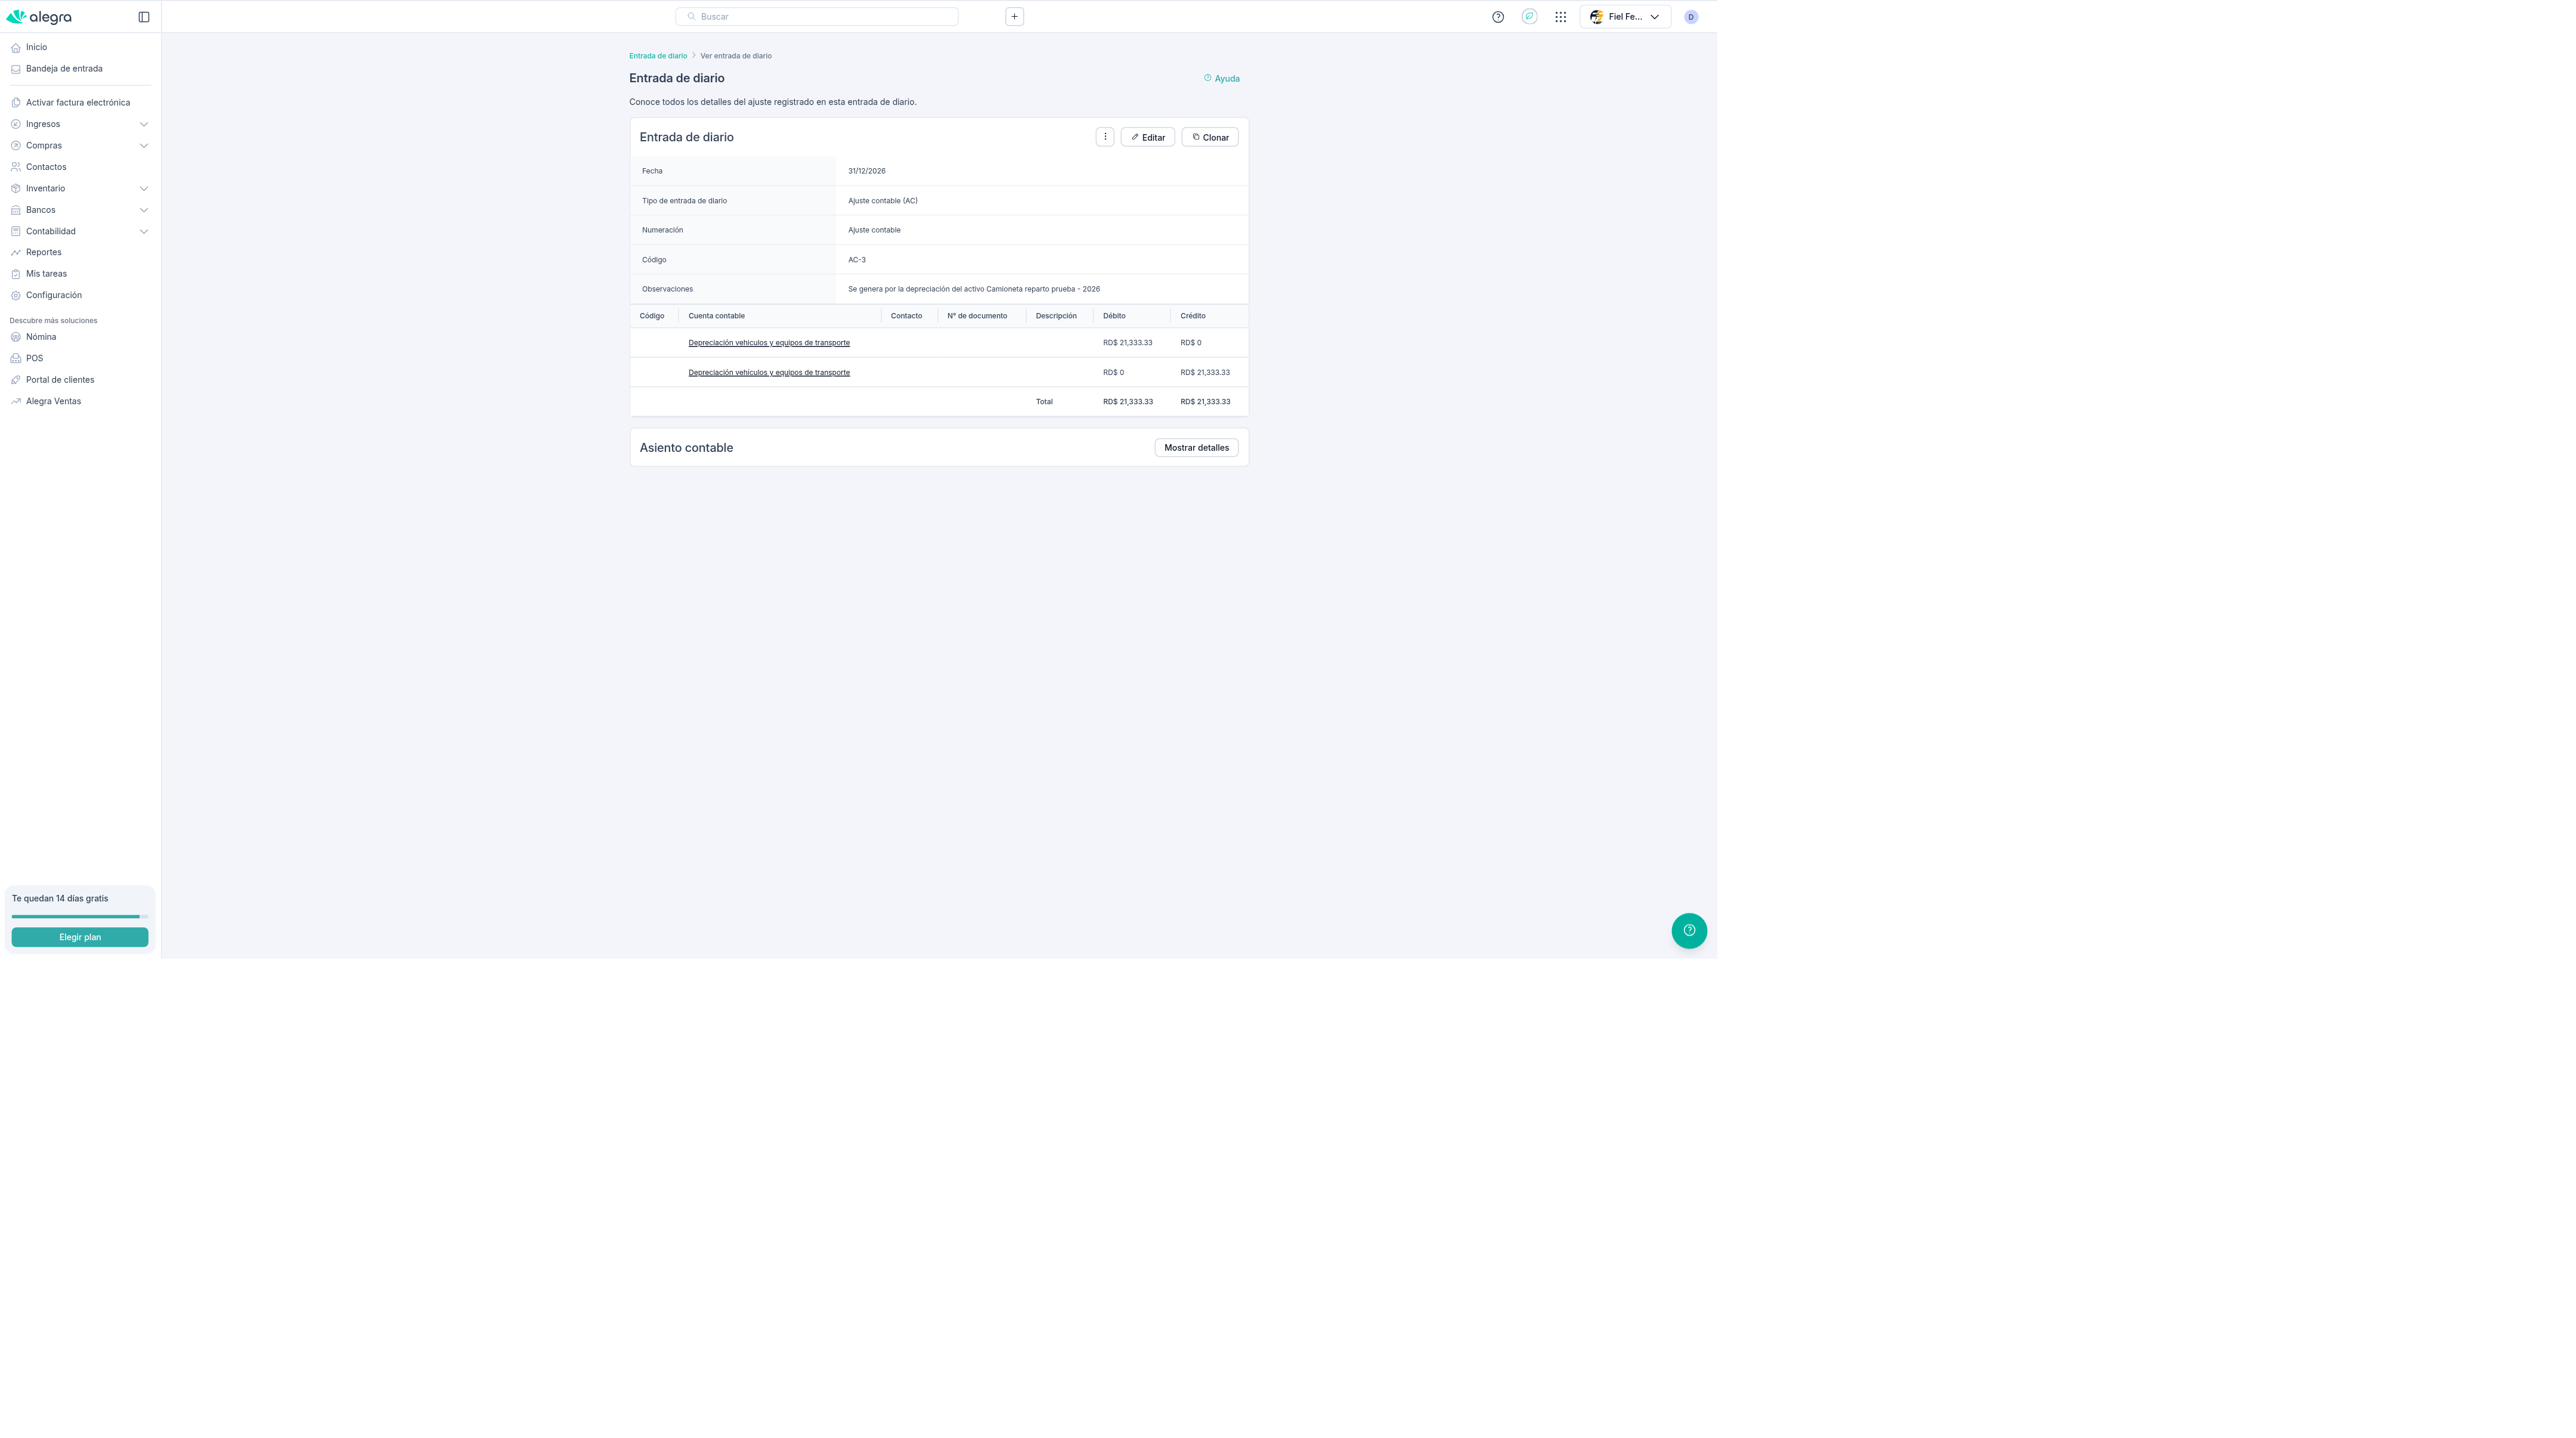 alegra
Buscar
Fiel Fe...
D
Inicio
Bandeja de entrada
Activar factura electrónica
Ingresos
Compras
Contactos
Inventario
Bancos
Contabilidad
Reportes
Mis tareas
Configuración
Descubre más soluciones
Nómina
POS
Portal de clientes
Alegra Ventas
Te quedan 14 días gratis
Elegir plan
Entrada de diario > Ver entrada de diario
Entrada de diario
Ayuda
Conoce todos los detalles del ajuste registrado en esta entrada de diario.
Entrada de diario
Editar
Clonar
Fecha 31/12/2026
Tipo de entrada de diario Ajuste contable (AC)
Numeración Ajuste contable
Código AC-3
Observaciones Se genera por la depreciación del activo Camioneta reparto prueba - 2026
Código Cuenta contable Contacto N° de documento Descripción Débito Crédito
Depreciación vehículos y equipos de transporte RD$ 21,333.33 RD$ 0
Depreciación vehículos y equipos de transporte RD$ 0 RD$ 21,333.33
Total RD$ 21,333.33 RD$ 21,333.33
Asiento contable
Mostrar detalles